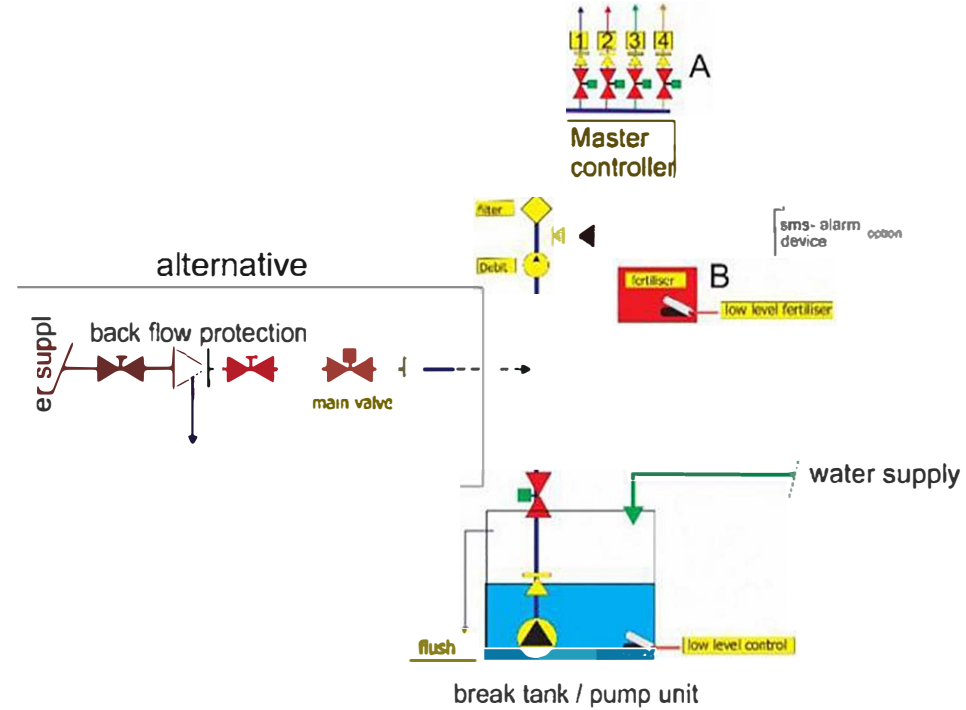 1 2 3 4
A
Master
controller
filter
sms- alarm
device
option
Debit
alternative
B
fertiliser
low level fertiliser
back flow protection
er suppl
main valve
water supply
flush
low level control
break tank / pump unit